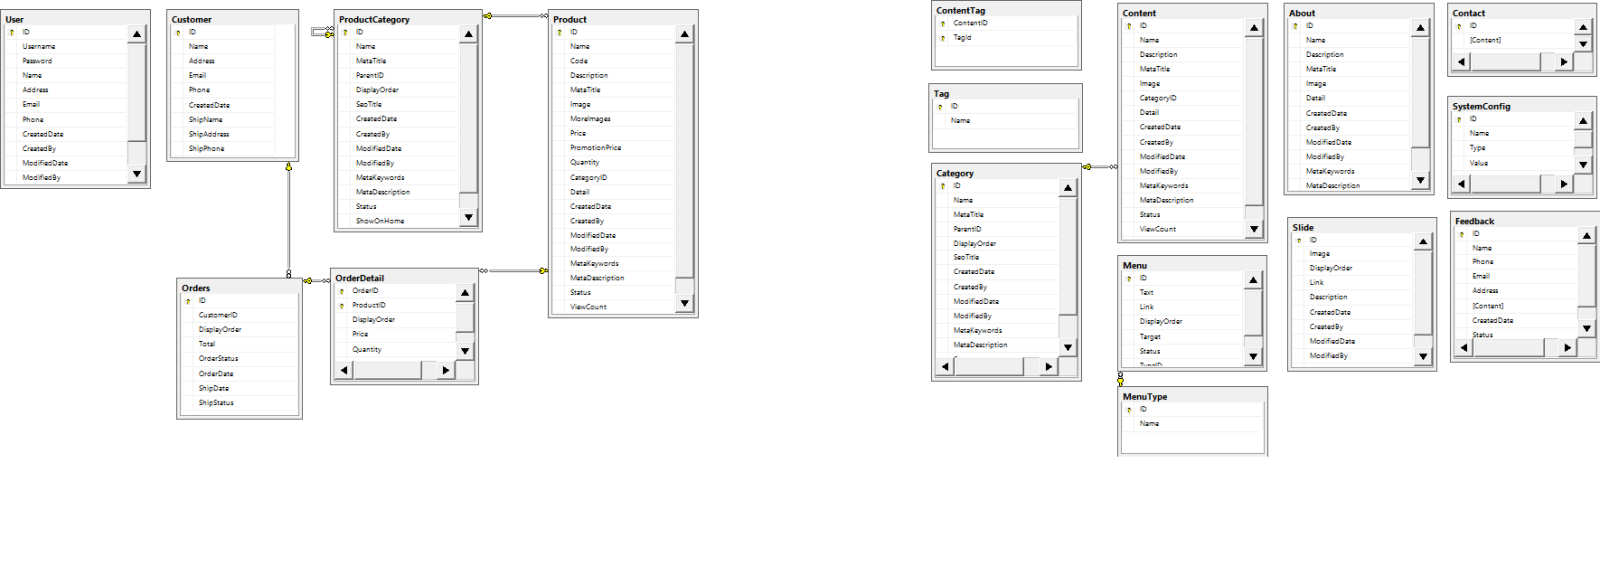 User
ID
Username
Password
Name
Address
Email
Phone
CreatedDate
CreatedBy
ModifiedDate
ModifiedBy
Customer
ID
Name
Address
Email
Phone
CreatedDate
ShipName
ShipAddress
ShipPhone
ProductCategory
ID
Name
MetaTitle
ParentID
DisplayOrder
SeoTitle
CreatedDate
CreatedBy
ModifiedDate
ModifiedBy
MetaKeywords
MetaDescription
Status
ShowOnHome
Product
ID
Name
Code
Description
MetaTitle
Image
MoreImages
Price
PromotionPrice
Quantity
CategoryID
Detail
CreatedDate
CreatedBy
ModifiedDate
ModifiedBy
MetaKeywords
MetaDescription
Status
ViewCount
Orders
ID
CustomerID
DisplayOrder
Total
OrderStatus
OrderDate
ShipDate
ShipStatus
OrderDetail
OrderID
ProductID
DisplayOrder
Price
Quantity
ContentTag
ContentID
TagId
Tag
ID
Name
Category
ID
Name
MetaTitle
ParentID
DisplayOrder
SeoTitle
CreatedDate
CreatedBy
ModifiedDate
ModifiedBy
MetaKeywords
MetaDescription
Content
ID
Name
Description
MetaTitle
Image
CategoryID
Detail
CreatedDate
CreatedBy
ModifiedDate
ModifiedBy
MetaKeywords
MetaDescription
Status
ViewCount
Menu
ID
Text
Link
DisplayOrder
Target
Status
TypeID
MenuType
ID
Name
About
ID
Name
Description
MetaTitle
Image
Detail
CreatedDate
CreatedBy
ModifiedDate
ModifiedBy
MetaKeywords
MetaDescription
Slide
ID
Image
DisplayOrder
Link
Description
CreatedDate
CreatedBy
ModifiedDate
ModifiedBy
Contact
ID
[Content]
SystemConfig
ID
Name
Type
Value
Feedback
ID
Name
Phone
Email
Address
[Content]
CreatedDate
Status